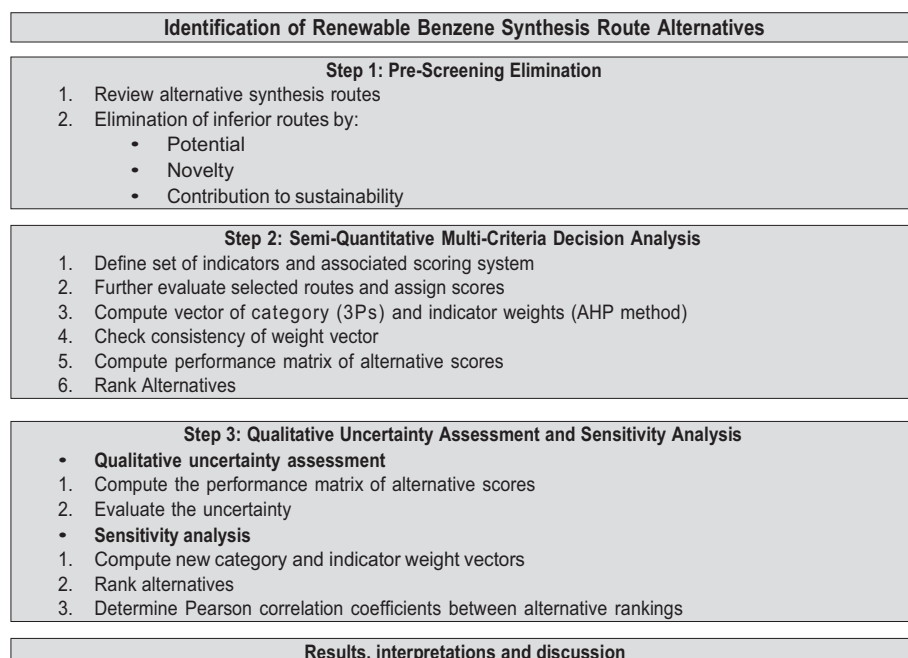 Identification of Renewable Benzene Synthesis Route Alternatives
Step 1: Pre-Screening Elimination
1. Review alternative synthesis routes
2. Elimination of inferior routes by:
• Potential
• Novelty
• Contribution to sustainability
Step 2: Semi-Quantitative Multi-Criteria Decision Analysis
1. Define set of indicators and associated scoring system
2. Further evaluate selected routes and assign scores
3. Compute vector of category (3Ps) and indicator weights (AHP method)
4. Check consistency of weight vector
5. Compute performance matrix of alternative scores
6. Rank Alternatives
Step 3: Qualitative Uncertainty Assessment and Sensitivity Analysis
• Qualitative uncertainty assessment
1. Compute the performance matrix of alternative scores
2. Evaluate the uncertainty
• Sensitivity analysis
1. Compute new category and indicator weight vectors
2. Rank alternatives
3. Determine Pearson correlation coefficients between alternative rankings
Results, interpretations and discussion